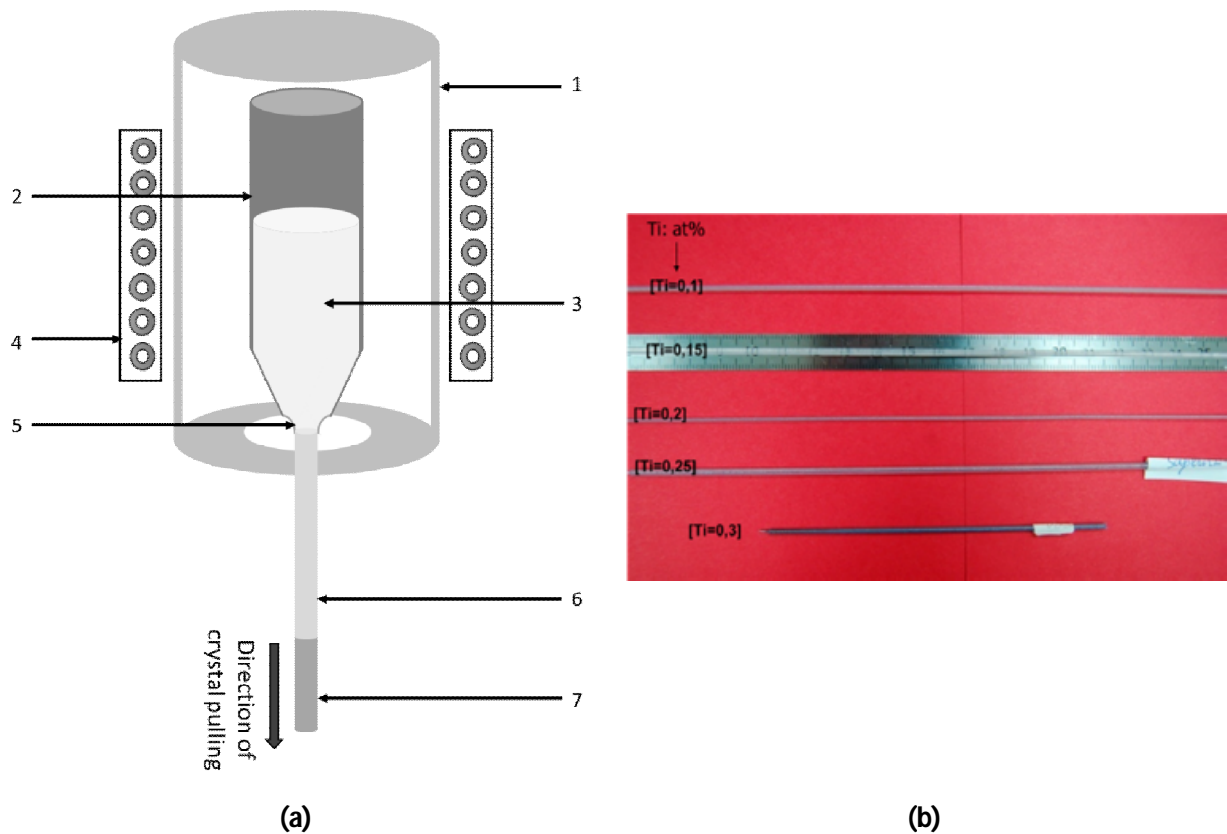 1
2
3
4
5
6
7
Direction of
crystal pulling
(a)
Ti: at%
[Ti=0,1]
[Ti=0,15]
[Ti=0,2]
[Ti=0,25]
[Ti=0,3]
(b)